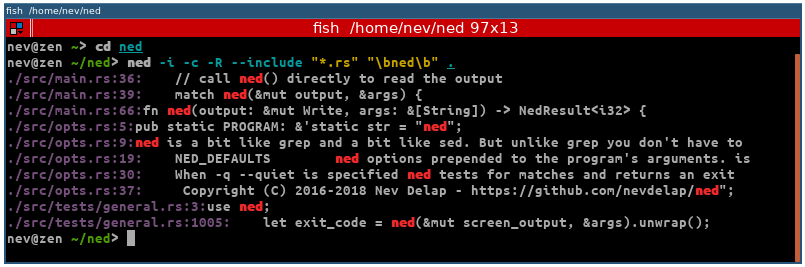 fish /home/nev/ned
fish /home/nev/ned 97x13
nev@zen ~> cd ned
nev@zen ~/ned> ned -i -c -R --include "*.rs" "\bned\b" .
./src/main.rs:36:    // call ned() directly to read the output
./src/main.rs:39:    match ned(&mut output, &args) {
./src/main.rs:66:fn ned(output: &mut Write, args: &[String]) -> NedResult<i32> {
./src/opts.rs:5:pub static PROGRAM: &'static str = "ned";
./src/opts.rs:9:ned is a bit like grep and a bit like sed. But unlike grep you don't have to
./src/opts.rs:19:    NED_DEFAULTS        ned options prepended to the program's arguments. is
./src/opts.rs:30:    When -q --quiet is specified ned tests for matches and returns an exit
./src/opts.rs:37:     Copyright (C) 2016-2018 Nev Delap - https://github.com/nevdelap/ned";
./src/tests/general.rs:3:use ned;
./src/tests/general.rs:1005:    let exit_code = ned(&mut screen_output, &args).unwrap();
nev@zen ~/ned>